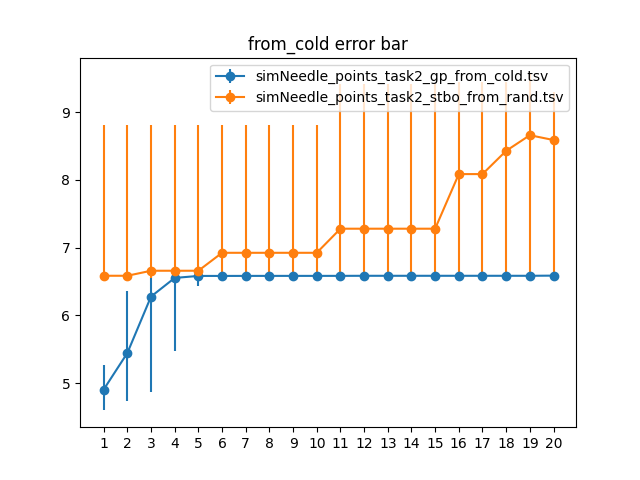 from_cold error bar
simNeedle_points_task2_gp_from_cold.tsv
simNeedle_points_task2_stbo_from_rand.tsv
9
8
7
6
5
1 2 3 4 5 6 7 8 9 10 11 12 13 14 15 16 17 18 19 20